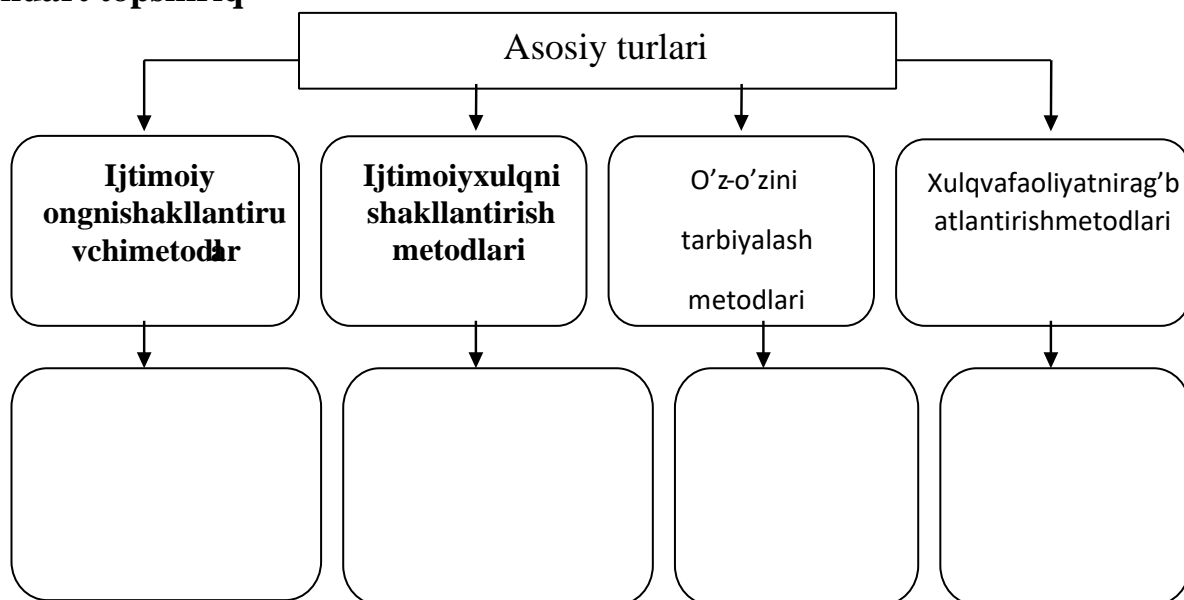 Asosiy turlari
Ijtimoiy
ongnishakllantiru
vchimetodlar
Ijtimoiyxulqni
shakllantirish
metodlari
O’z-o’zini
tarbiyalash
metodlari
Xulqvafaoliyatnirag’b
atlantirishmetodlari